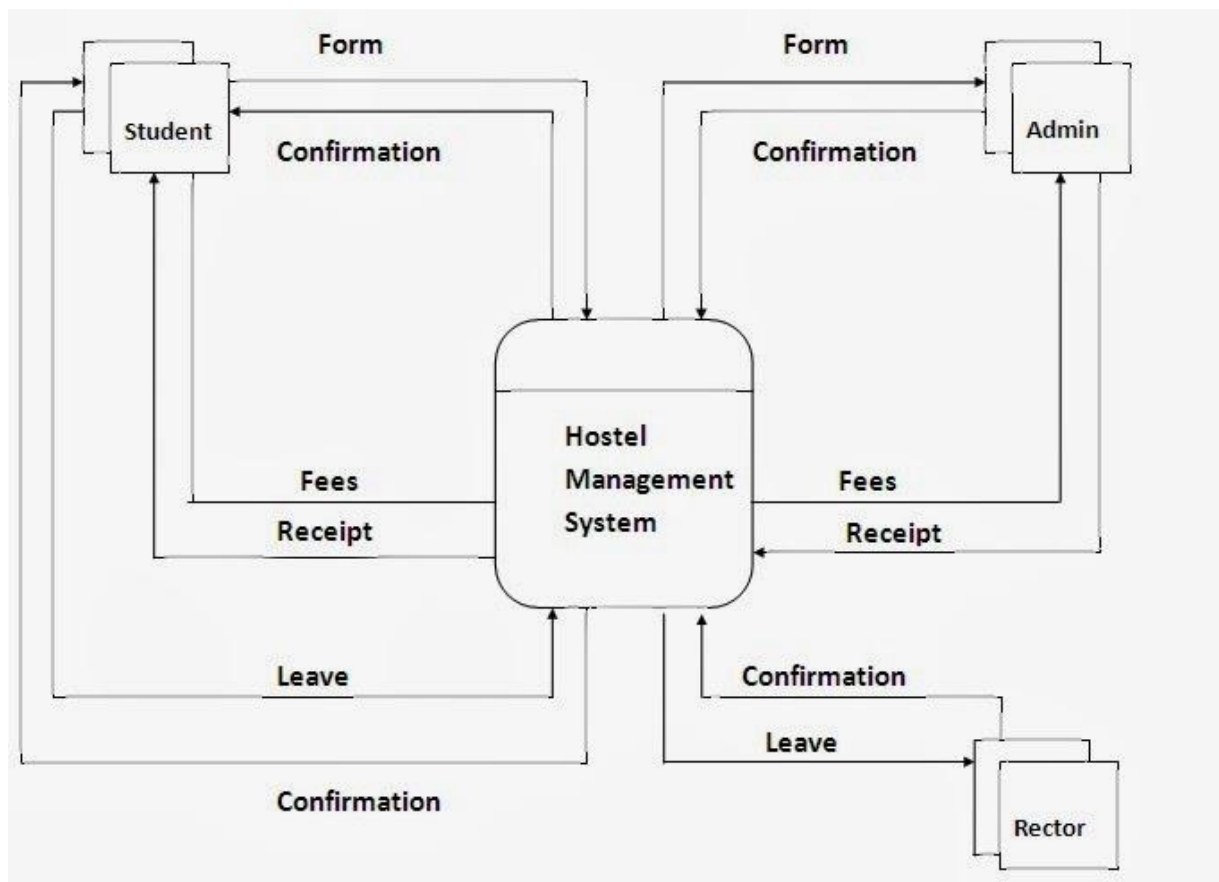 Form
Form
Student
Admin
Confirmation
Confirmation
Hostel
Management
System
Fees
Fees
Receipt
Receipt
Leave
Confirmation
Leave
Confirmation
Rector